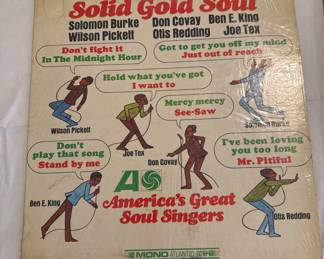 Solid Gold Soul
Solomon Burke Don Covay Ben E. King
Wilson Pickett Otis Redding Joe Tex
Don't fight it
In The Midnight Hour
Got to get you off my mind
Just out of reach
Hold what you've got
I want to
Mercy mercy
See-Saw
Wilson Pickett
Joe Tex
Don Covay
Solomon Burke
Don't
play that song
Stand by me
I've been loving
you too long
Mr. Pitiful
Ben E. King
Otis Redding
America's Great
Soul Singers
MONO ATLANTIC